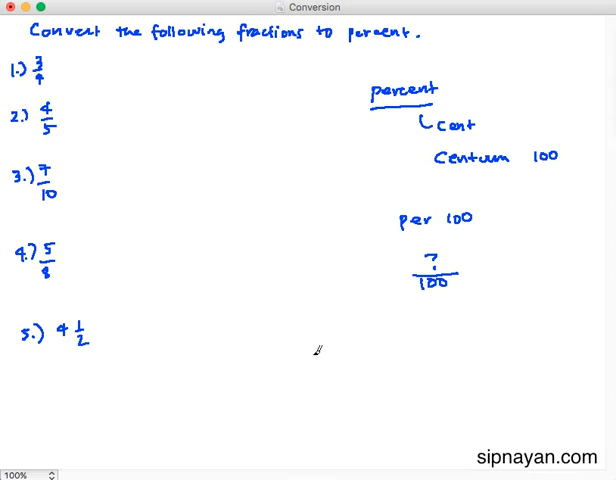 Conversion
Convert the following fractions to percent.
1.) 3/4
2.) 4/5
3.) 7/10
4.) 5/8
5.) 4 1/2
percent
cent
Centum 100
per 100
?/100
sipnayan.com
100%